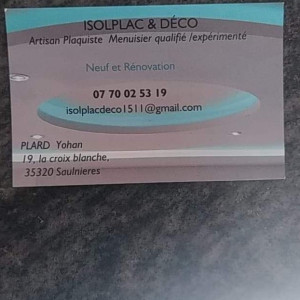 ISOLPLAC & DÉCO
Artisan Plaquiste Menuisier qualifié /expérimenté
Neuf et Rénovation
07 70 02 53 19
isolplacdeco1511@gmail.com
PLARD Yohan
19, la croix blanche,
35320 Saulnieres